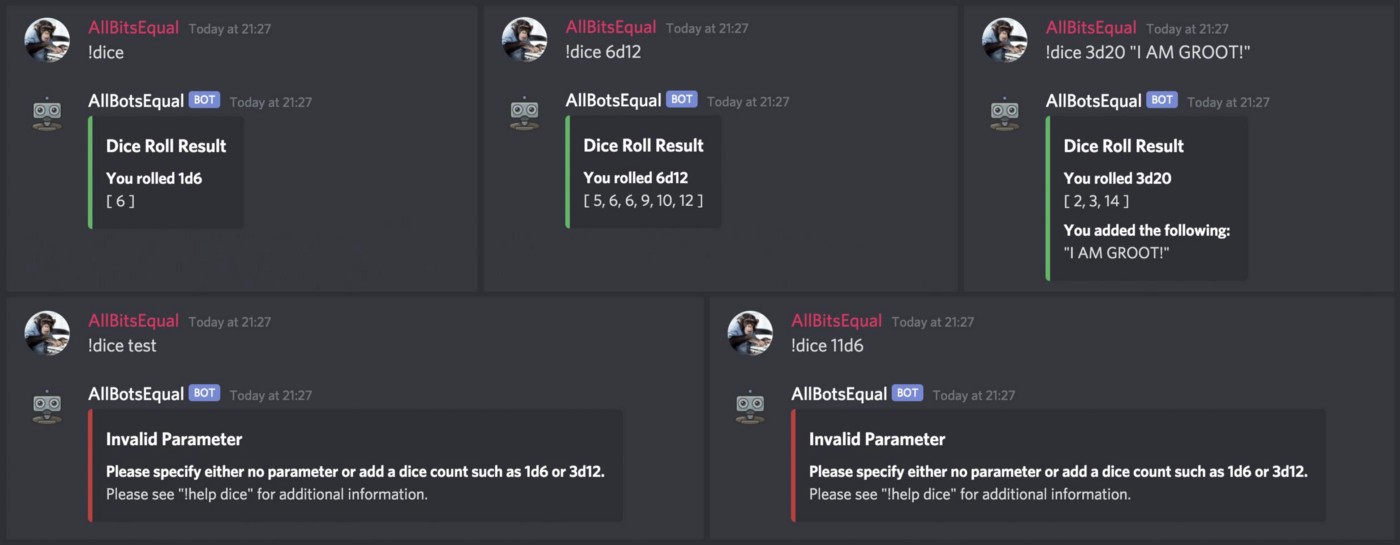 AllBitsEqual Today at 21:27
!dice
AllBotsEqual BOT Today at 21:27
Dice Roll Result
You rolled 1d6
[ 6 ]
AllBitsEqual Today at 21:27
!dice 6d12
AllBotsEqual BOT Today at 21:27
Dice Roll Result
You rolled 6d12
[ 5, 6, 6, 9, 10, 12 ]
AllBitsEqual Today at 21:27
!dice 3d20 "I AM GROOT!"
AllBotsEqual BOT Today at 21:27
Dice Roll Result
You rolled 3d20
[ 2, 3, 14 ]
You added the following:
"I AM GROOT!"
AllBitsEqual Today at 21:27
!dice test
AllBotsEqual BOT Today at 21:27
Invalid Parameter
Please specify either no parameter or add a dice count such as 1d6 or 3d12.
Please see "!help dice" for additional information.
AllBitsEqual Today at 21:27
!dice 11d6
AllBotsEqual BOT Today at 21:27
Invalid Parameter
Please specify either no parameter or add a dice count such as 1d6 or 3d12.
Please see "!help dice" for additional information.